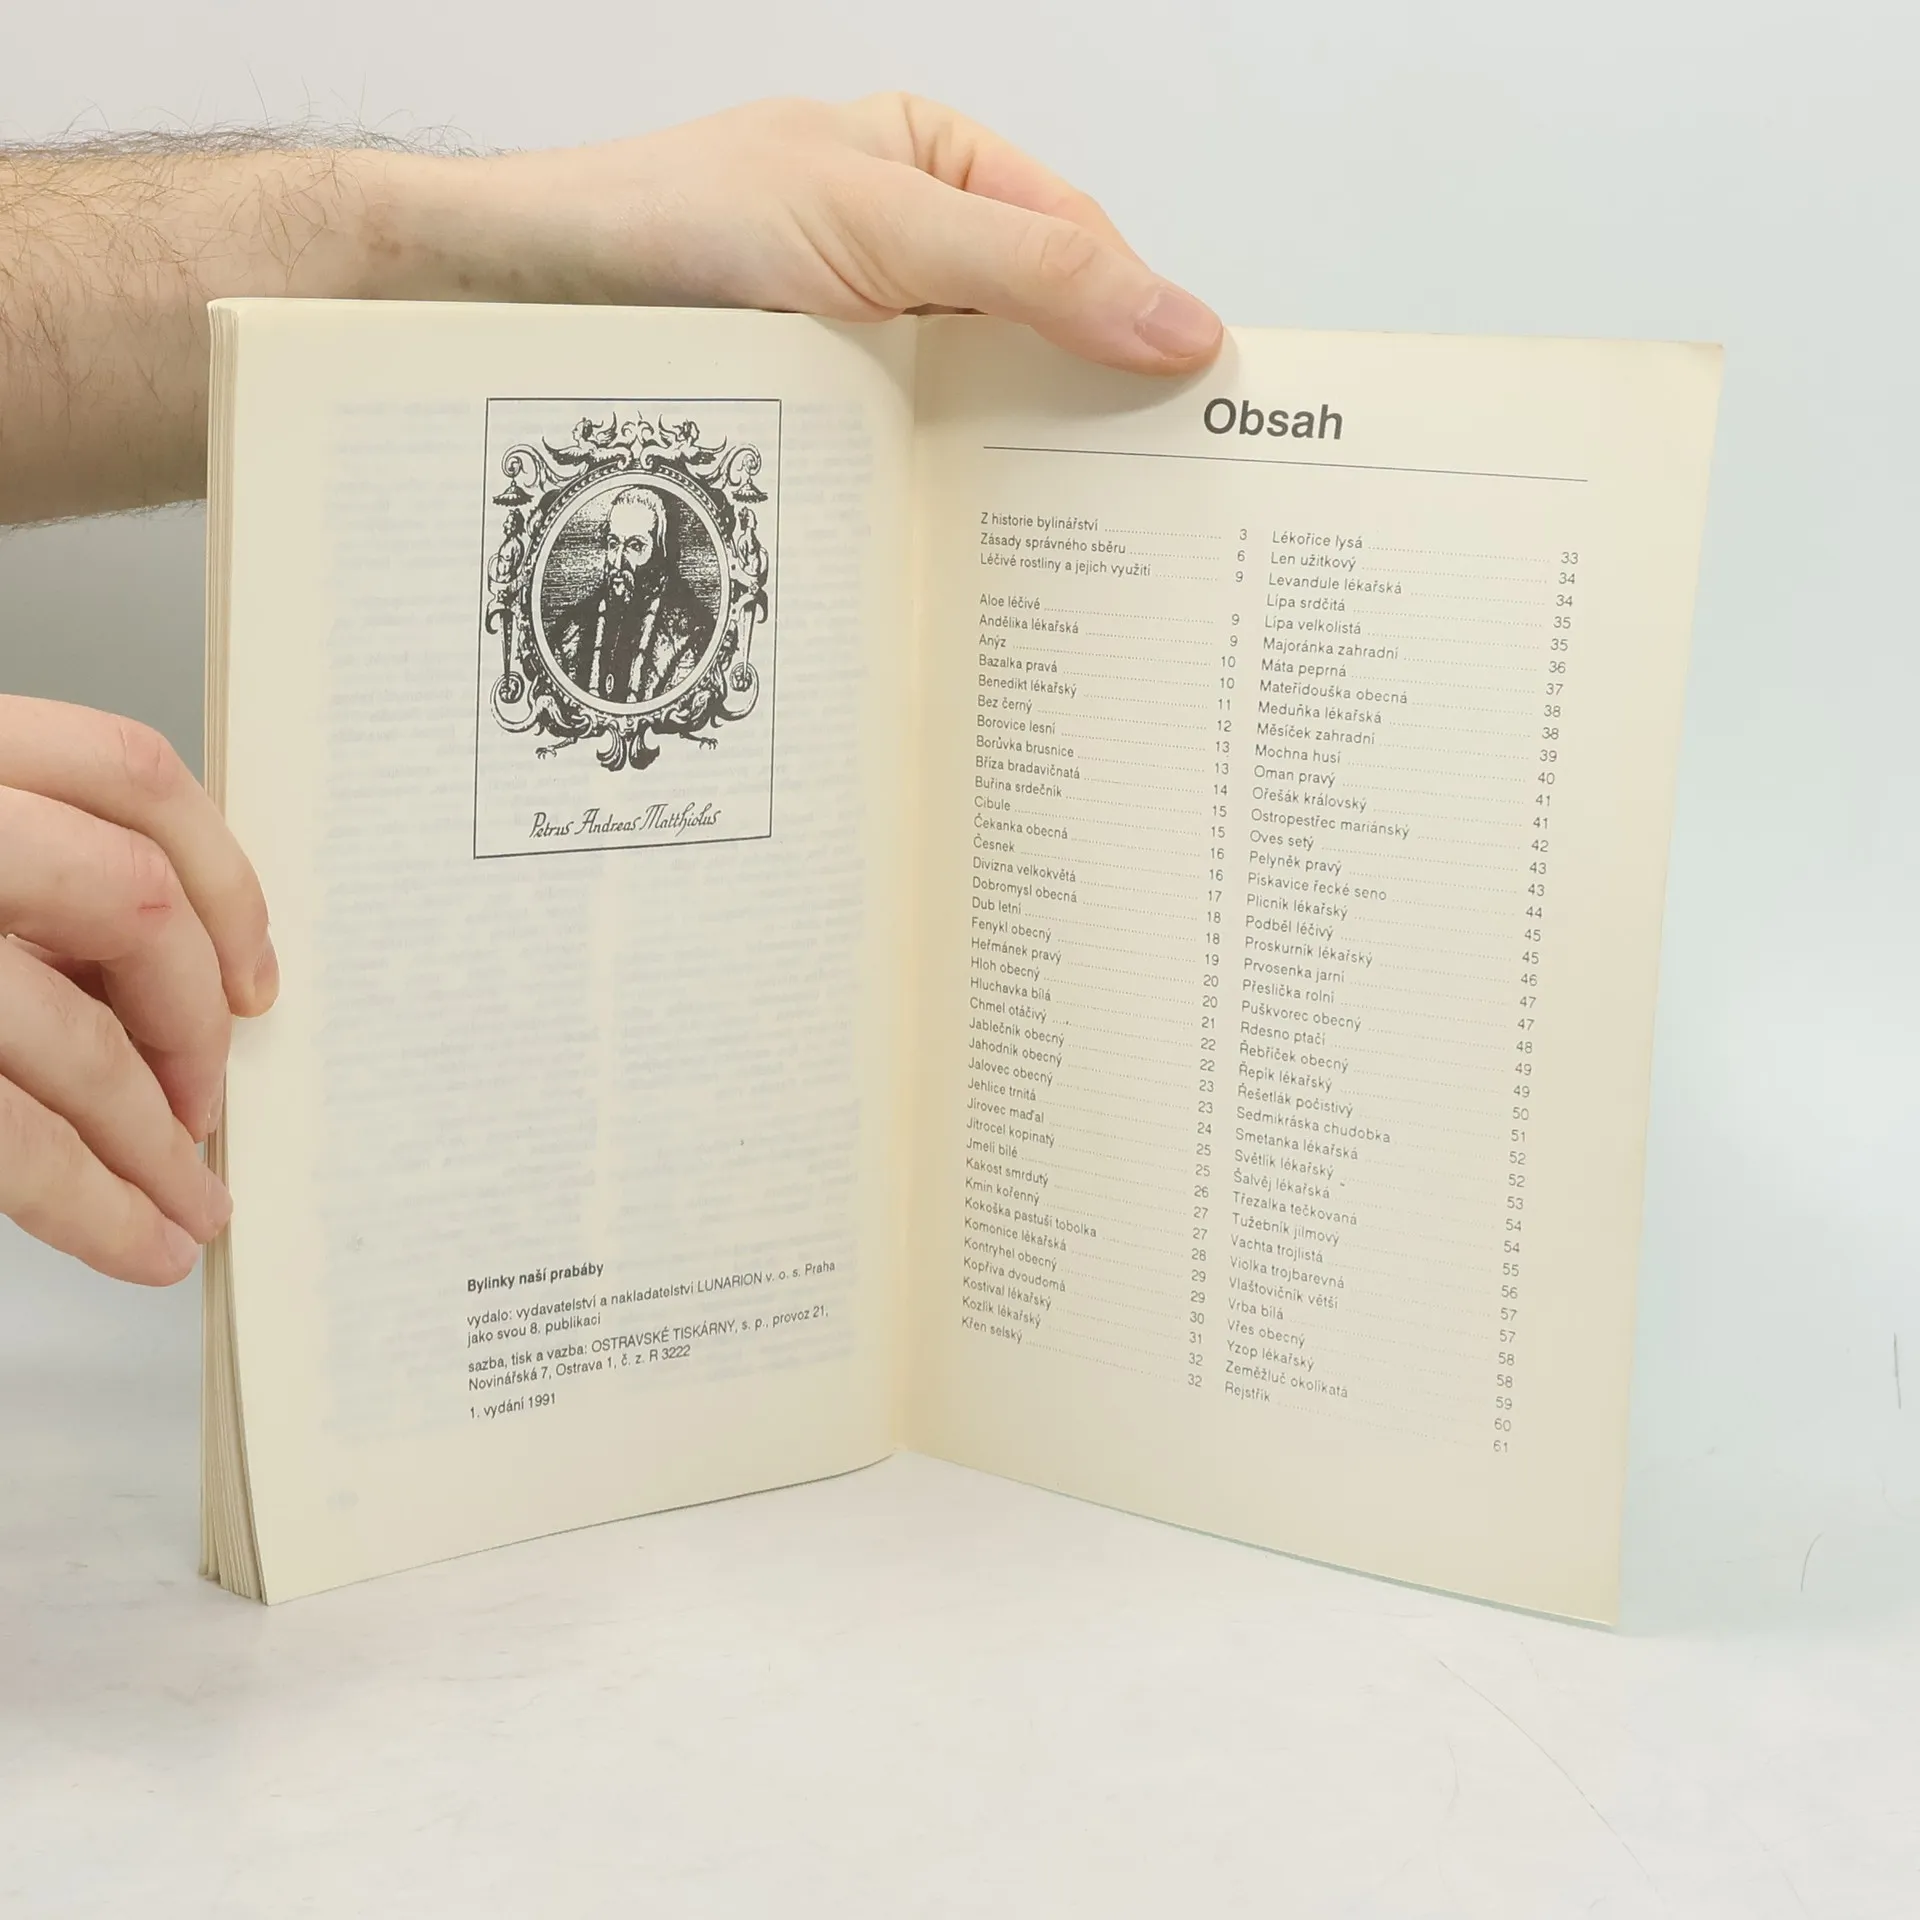 Petrus Andreas Matthiolus
Bylinky naší prabáby
vydalo: vydavatelství a nakladatelství LUNARION v. o. s. Praha
jako svou 8. publikaci
sazba, tisk a vazba: OSTRAVSKÉ TISKÁRNY, s. p., provoz 21,
Novinářská 7, Ostrava 1, č. z. R 3222
1. vydání 1991
Obsah
Z historie bylinářství 3
Zásady správného sběru 6
Léčivé rostliny a jejich využití 9
Aloe léčivé 9
Andělika lékařská 9
Anýz 10
Bazalka pravá 10
Benedikt lékařský 11
Bez černý 12
Borovice lesní 13
Borůvka brusnice 13
Bříza bradavičnatá 14
Buřina srdečník 15
Cibule 15
Čekanka obecná 16
Česnek 16
Divizna velkokvětá 17
Dobromysl obecná 18
Dub letní 18
Fenykl obecný 19
Heřmánek pravý 20
Hloh obecný 20
Hluchavka bílá 21
Chmel otáčivý 22
Jablečník obecný 22
Jahodník obecný 23
Jalovec obecný 23
Jehlice trnitá 24
Jírovec maďal 25
Jitrocel kopinatý 25
Jmelí bílé 26
Kakost smrdutý 27
Kmín kořenný 27
Kokoška pastuší tobolka 28
Komonice lékařská 29
Kontryhel obecný 29
Kopřiva dvoudomá 30
Kostival lékařský 31
Kozlík lékařský 32
Křen selský 32
Lékořice lysá 33
Len užitkový 34
Levandule lékařská 34
Lípa srdčitá 35
Lípa velkolistá 35
Majoránka zahradní 36
Máta peprná 37
Mateřídouška obecná 38
Meduňka lékařská 38
Měsíček zahradní 39
Mochna husí 40
Oman pravý 41
Ořešák královský 41
Ostropestřec mariánský 42
Oves setý 43
Pelyněk pravý 43
Pískavice řecké seno 44
Plicník lékařský 45
Podběl léčivý 45
Proskurník lékařský 46
Prvosenka jarní 47
Přeslička rolní 47
Puškvorec obecný 48
Rdesno ptačí 49
Řebříček obecný 49
Řepík lékařský 50
Řešetlák počistivý 51
Sedmikráska chudobka 52
Smetanka lékařská 52
Světlík lékařský 53
Šalvěj lékařská 54
Třezalka tečkovaná 54
Tužebník jilmový 55
Vachta trojlistá 56
Violka trojbarevná 57
Vlaštovičník větší 57
Vrba bílá 58
Vřes obecný 58
Yzop lékařský 59
Zeměžluč okolíkatá 60
Rejstřík 61